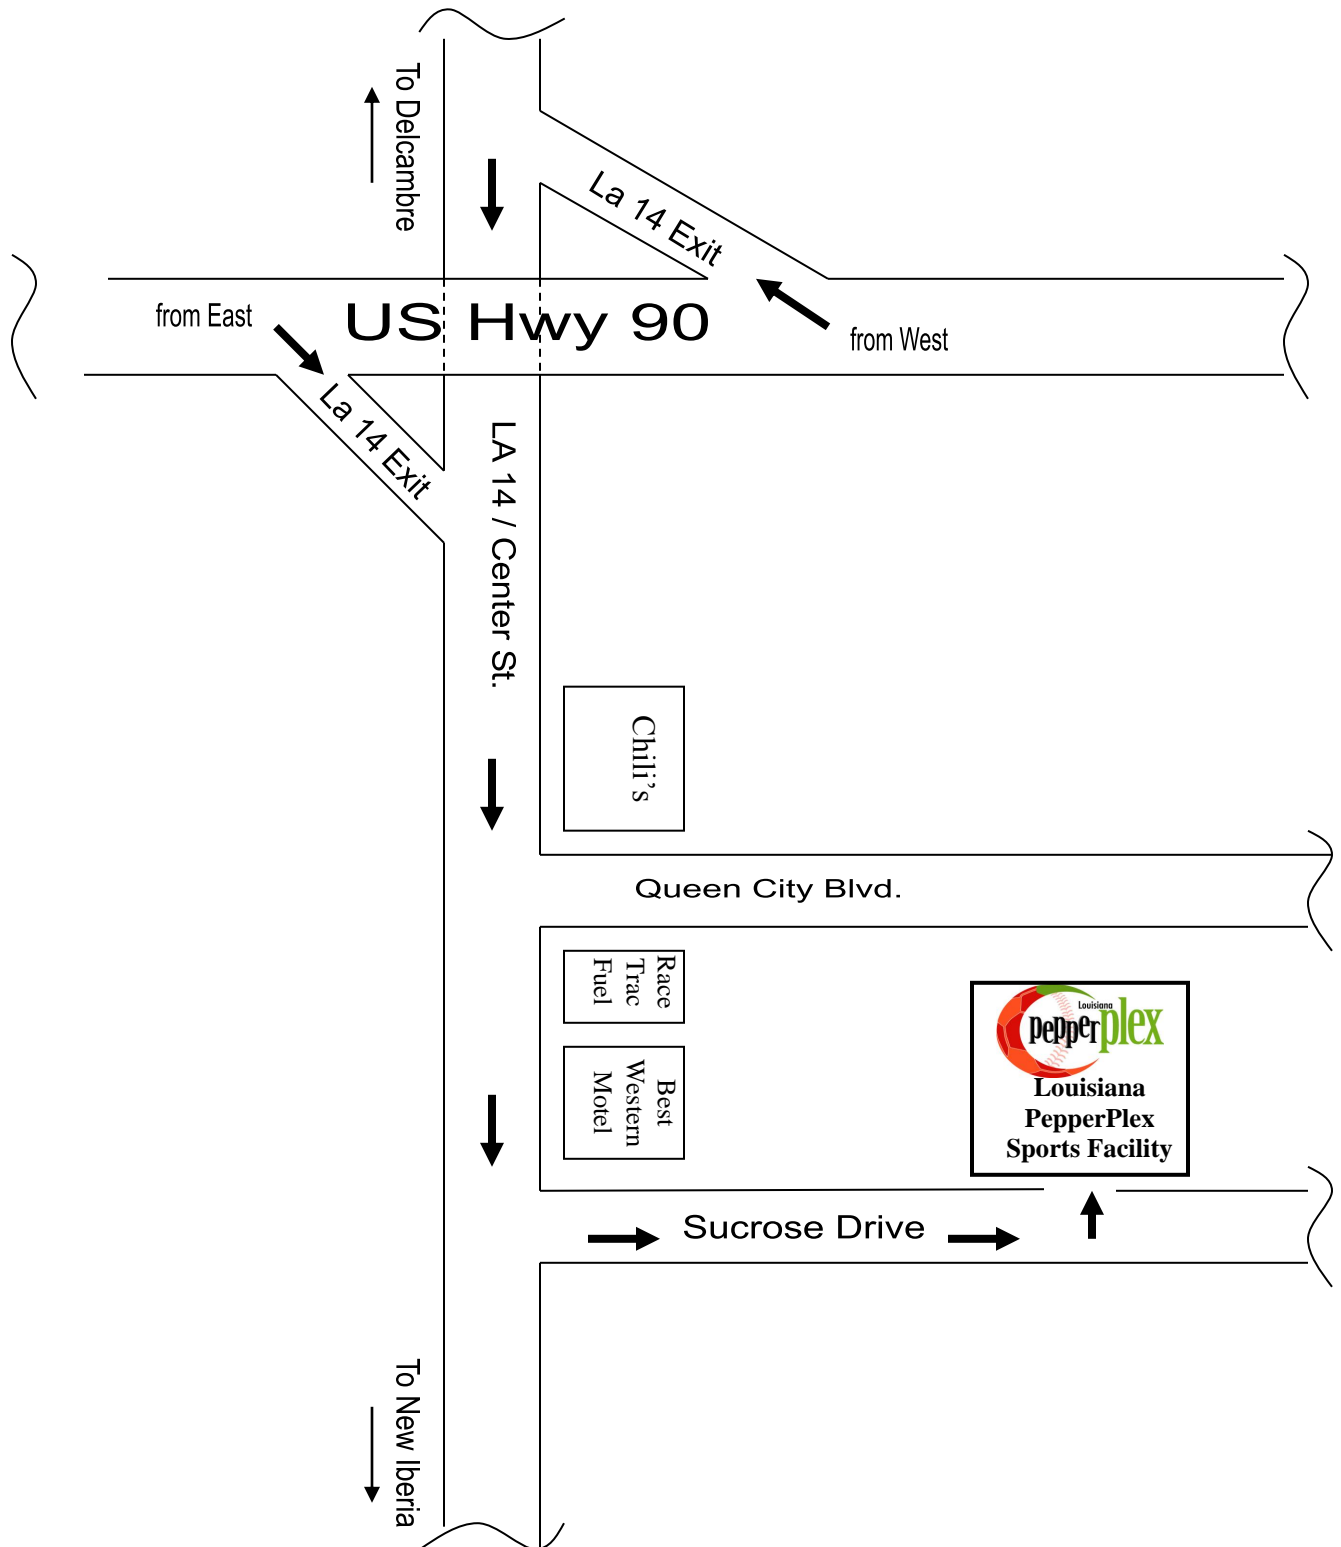 To Delcambre
La 14 Exit
from East
US Hwy 90
from West
La 14 Exit
LA 14 / Center St.
Chili's
Queen City Blvd.
Race
Trac
Fuel
Best
Western
Motel
Louisiana
pepperplex
Louisiana
PepperPlex
Sports Facility
Sucrose Drive
To New Iberia